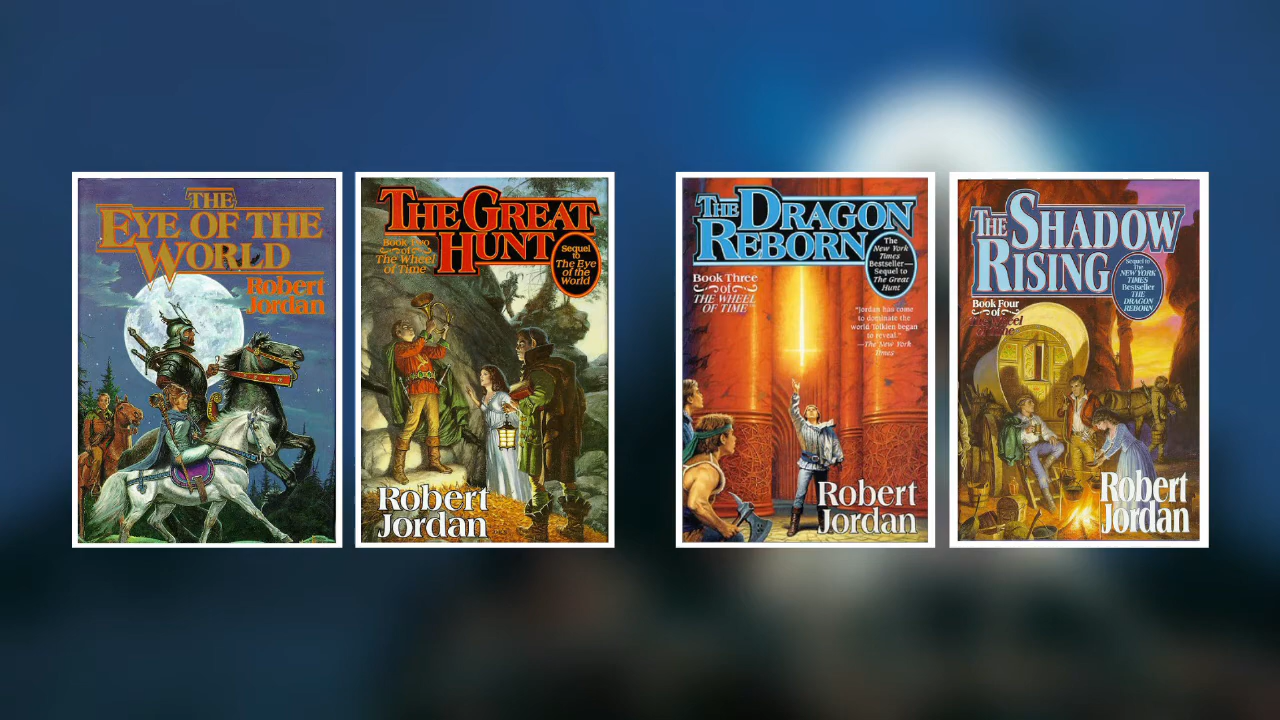 THE
EYE OF THE
WORLD
Robert
Jordan
THE GREAT
HUNT
Book Two
of
The Wheel
of Time
Sequel
to
The Eye
of the
World
Robert
Jordan
THE DRAGON
REBORN
The
New York
Times
Bestseller—
Sequel to
The Great
Hunt
Book Three
of
THE WHEEL
OF TIME
"Jordan has come
to dominate the
world Tolkien began
to reveal."
—The New York
Times
Robert
Jordan
THE SHADOW
RISING
Sequel to
The
NEW YORK
TIMES
Bestseller
THE
DRAGON
REBORN
Book Four
of
Robert
Jordan